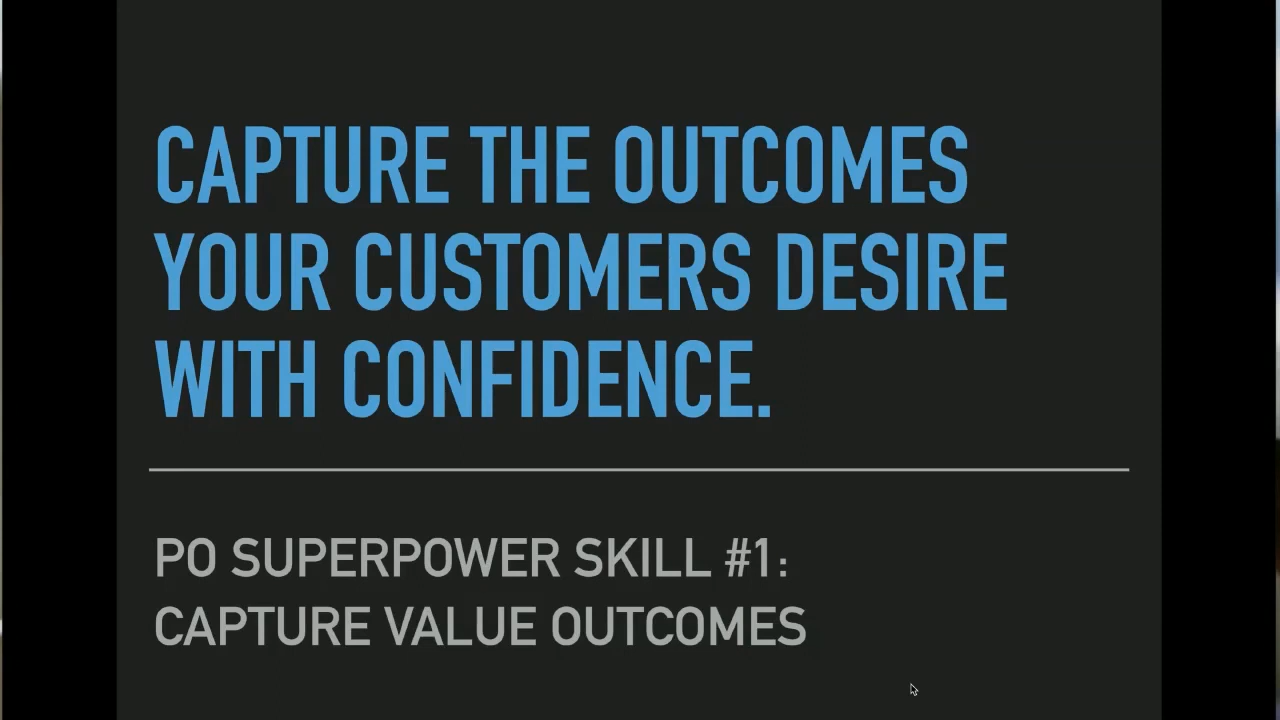 CAPTURE THE OUTCOMES
YOUR CUSTOMERS DESIRE
WITH CONFIDENCE.
PO SUPERPOWER SKILL #1:
CAPTURE VALUE OUTCOMES